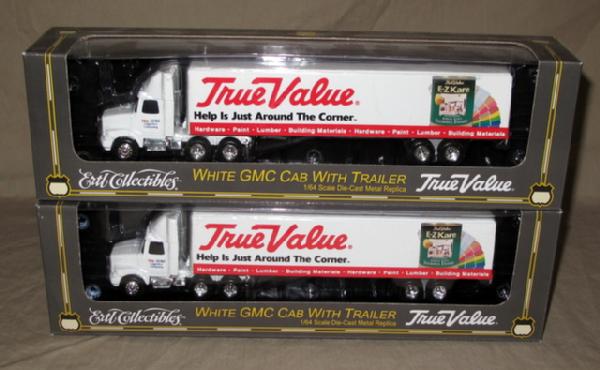 True Value®
Help Is Just Around The Corner.
Hardware • Paint • Lumber • Building Materials • Hardware • Paint • Lumber • Building Materials
E-Z Kare
Ertl Collectibles
WHITE GMC CAB WITH TRAILER
1/64 Scale Die-Cast Metal Replica
True Value®
True Value®
Help Is Just Around The Corner.
Hardware • Paint • Lumber • Building Materials • Hardware • Paint • Lumber • Building Materials
E-Z Kare
Ertl Collectibles
WHITE GMC CAB WITH TRAILER
1/64 Scale Die-Cast Metal Replica
True Value®